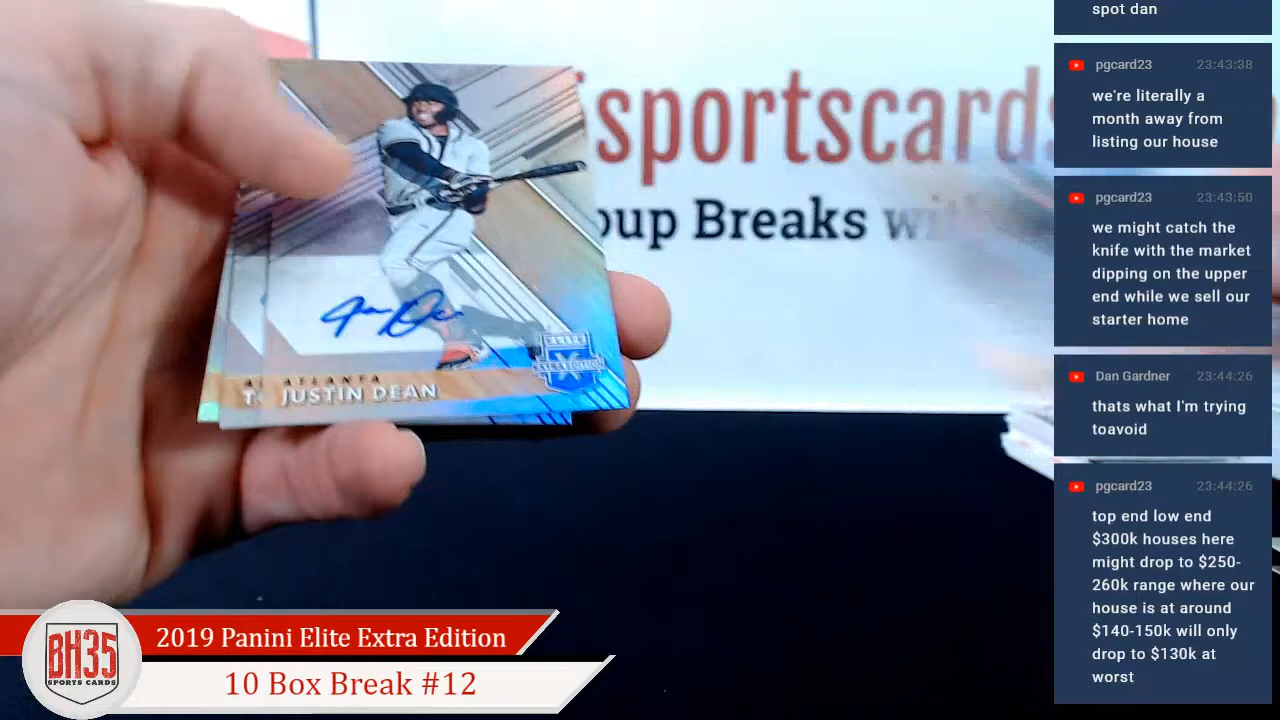 spot dan
pgcard23 23:43:38
we're literally a
month away from
listing our house
pgcard23 23:43:50
we might catch the
knife with the market
dipping on the upper
end while we sell our
starter home
Dan Gardner 23:44:26
thats what I'm trying
toavoid
pgcard23 23:44:26
top end low end
$300k houses here
might drop to $250-
260k range where our
house is at around
$140-150k will only
drop to $130k at
worst
sportscards
oup Breaks wit
ATLANTA
JUSTIN DEAN
ELITE
X
EXTRA EDITION
BH35
SPORTS CARDS
2019 Panini Elite Extra Edition
10 Box Break #12